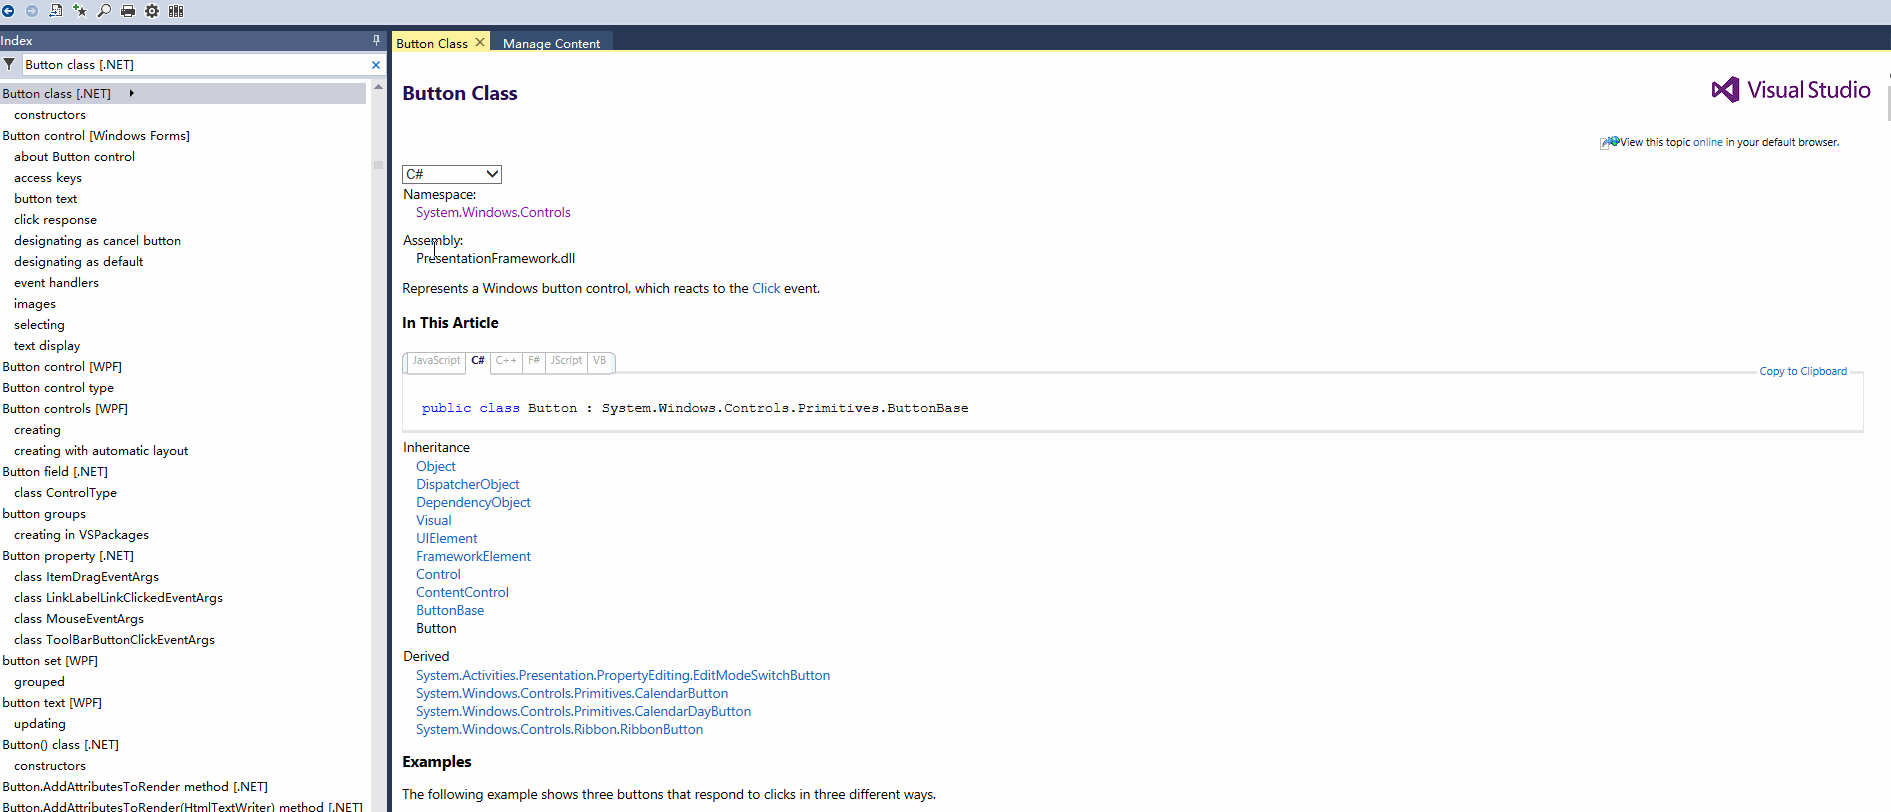 Index
Button class [.NET]
Button class [.NET]
constructors
Button control [Windows Forms]
about Button control
access keys
button text
click response
designating as cancel button
designating as default
event handlers
images
selecting
text display
Button control [WPF]
Button control type
Button controls [WPF]
creating
creating with automatic layout
Button field [.NET]
class ControlType
button groups
creating in VSPackages
Button property [.NET]
class ItemDragEventArgs
class LinkLabelLinkClickedEventArgs
class MouseEventArgs
class ToolBarButtonClickEventArgs
button set [WPF]
grouped
button text [WPF]
updating
Button() class [.NET]
constructors
Button.AddAttributesToRender method [.NET]
Button.AddAttributesToRender(HtmlTextWriter) method [.NET]
Button Class
Manage Content
Button Class
Visual Studio
View this topic online in your default browser.
C#
Namespace:
System.Windows.Controls
Assembly:
PresentationFramework.dll
Represents a Windows button control, which reacts to the Click event.
In This Article
JavaScript C# C++ F# JScript VB
Copy to Clipboard
public class Button : System.Windows.Controls.Primitives.ButtonBase
Inheritance
Object
DispatcherObject
DependencyObject
Visual
UIElement
FrameworkElement
Control
ContentControl
ButtonBase
Button
Derived
System.Activities.Presentation.PropertyEditing.EditModeSwitchButton
System.Windows.Controls.Primitives.CalendarButton
System.Windows.Controls.Primitives.CalendarDayButton
System.Windows.Controls.Ribbon.RibbonButton
Examples
The following example shows three buttons that respond to clicks in three different ways.